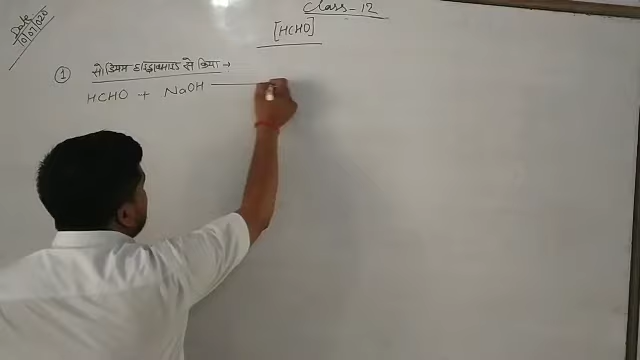 Date
10/07/2020
Class-12
[HCHO]
① सोडियम हाइड्राक्साइड से क्रिया →
HCHO + NaOH